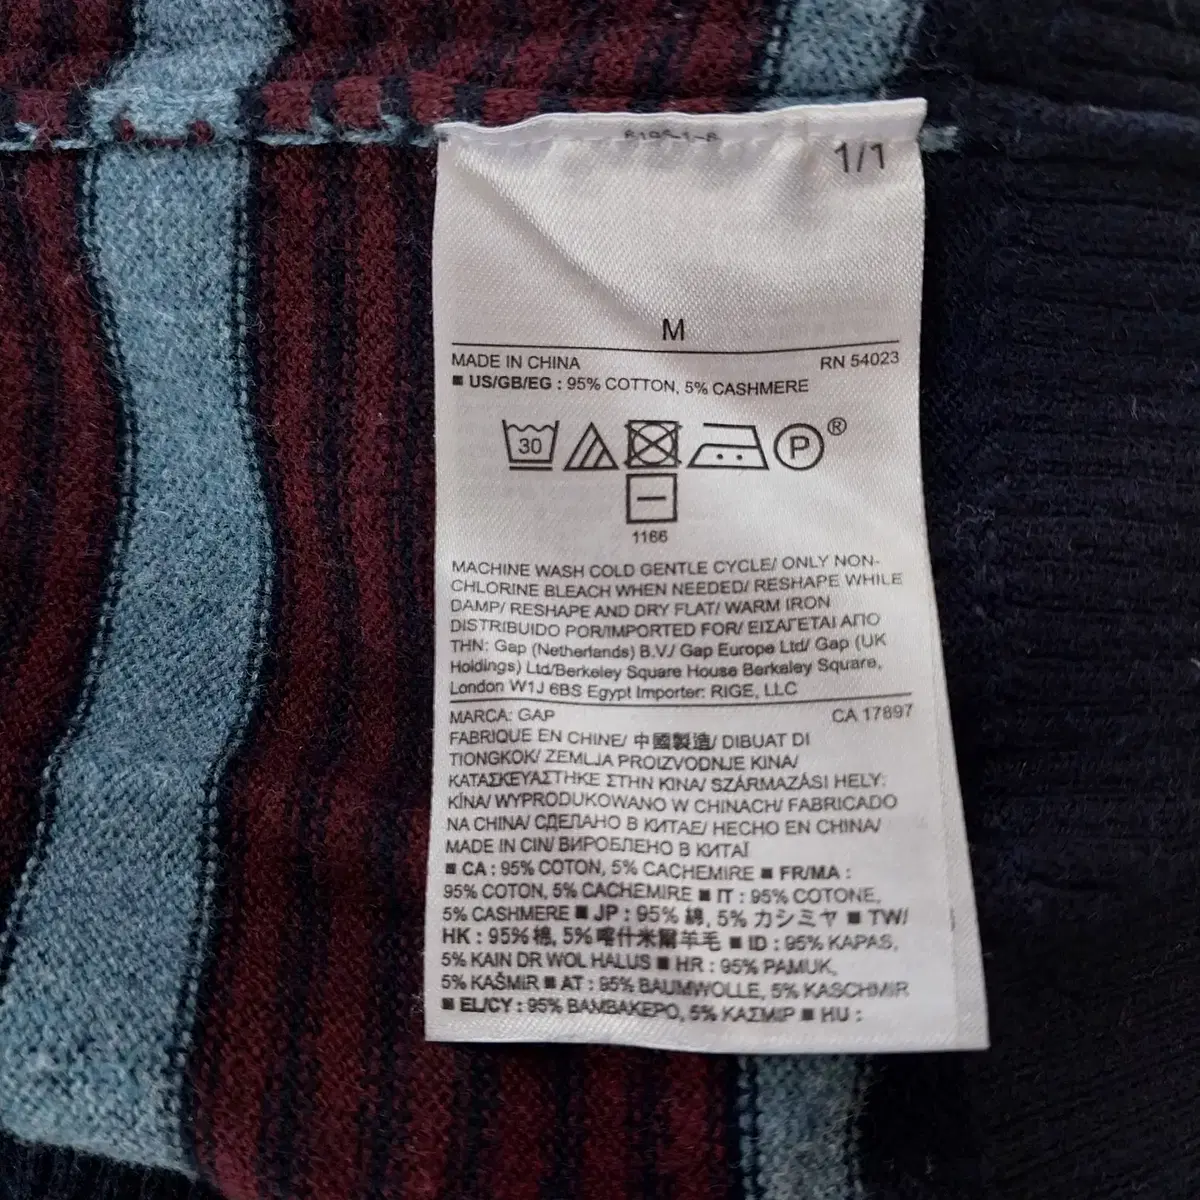 1/1
M
MADE IN CHINA RN 54023
■ US/GB/EG : 95% COTTON, 5% CASHMERE
30 P ®
1166
MACHINE WASH COLD GENTLE CYCLE/ ONLY NON-
CHLORINE BLEACH WHEN NEEDED/ RESHAPE WHILE
DAMP/ RESHAPE AND DRY FLAT/ WARM IRON
DISTRIBUIDO POR/IMPORTED FOR/ ΕΙΣΑΓΕΤΑΙ ΑΠΟ
ΤΗΝ: Gap (Netherlands) B.V./ Gap Europe Ltd/ Gap (UK
Holdings) Ltd/Berkeley Square House Berkeley Square,
London W1J 6BS Egypt Importer: RIGE, LLC
MARCA: GAP CA 17897
FABRIQUE EN CHINE/ 中國製造/ DIBUAT DI
TIONGKOK/ ZEMLJA PROIZVODNJE KINA/
ΚΑΤΑΣΚΕΥΑΣΤΗΚΕ ΣΤΗΝ ΚΙΝΑ/ SZÁRMAZÁSI HELY:
KÍNA/ WYPRODUKOWANO W CHINACH/ FABRICADO
NA CHINA/ СДЕЛАНО В КИТАЕ/ HECHO EN CHINA/
MADE IN CIN/ ВИРОБЛЕНО В КИТАЇ
■ CA : 95% COTON, 5% CACHEMIRE ■ FR/MA :
95% COTON, 5% CACHEMIRE ■ IT : 95% COTONE,
5% CASHMERE ■ JP : 95% 綿, 5% カシミヤ ■ TW/
HK : 95% 棉, 5% 喀什米爾羊毛 ■ ID : 95% KAPAS,
5% KAIN DR WOL HALUS ■ HR : 95% PAMUK,
5% KAŠMIR ■ AT : 95% BAUMWOLLE, 5% KASCHMIR
■ EL/CY : 95% ΒΑΜΒΑΚΕΡΟ, 5% ΚΑΣΜΙΡ ■ HU :